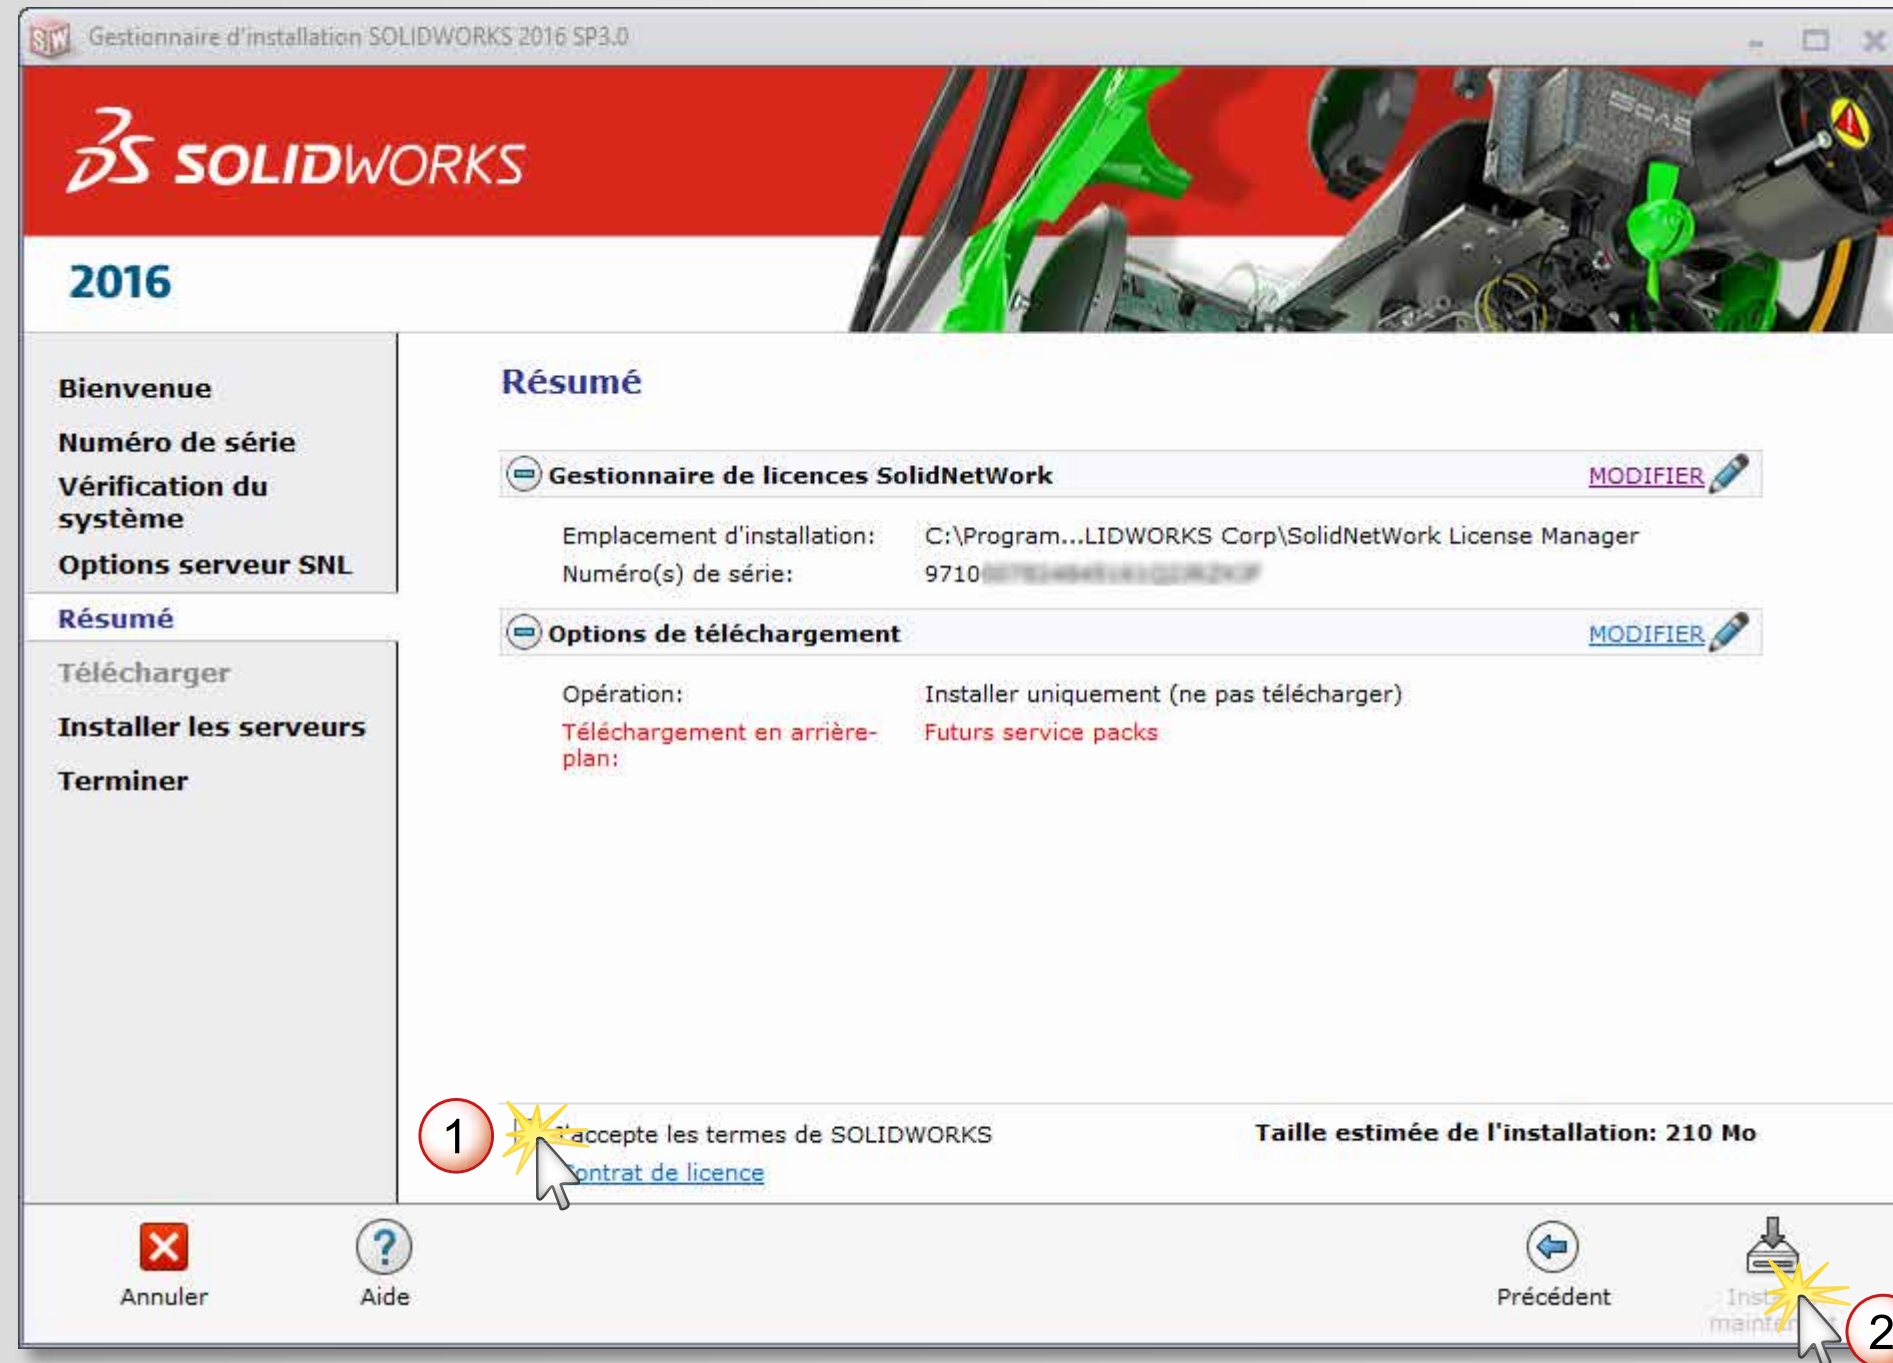 Gestionnaire d'installation SOLIDWORKS 2016 SP3.0
SOLIDWORKS
2016
Bienvenue
Numéro de série
Vérification du
système
Options serveur SNL
Résumé
Télécharger
Installer les serveurs
Terminer
Résumé
Gestionnaire de licences SolidNetWork MODIFIER
Emplacement d'installation: C:\Program...LIDWORKS Corp\SolidNetWork License Manager
Numéro(s) de série: 9710
Options de téléchargement MODIFIER
Opération: Installer uniquement (ne pas télécharger)
Téléchargement en arrière- Futurs service packs
plan:
1 accepte les termes de SOLIDWORKS Taille estimée de l'installation: 210 Mo
ontrat de licence
Annuler Aide Précédent
2